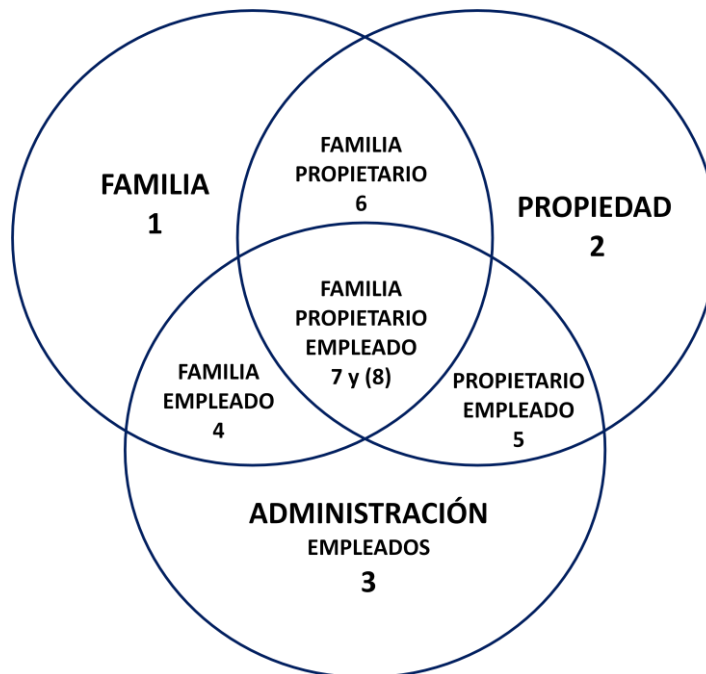 FAMILIA
PROPIETARIO
6
FAMILIA
1
PROPIEDAD
2
FAMILIA
PROPIETARIO
EMPLEADO
7 y (8)
FAMILIA
EMPLEADO
4
PROPIETARIO
EMPLEADO
5
ADMINISTRACIÓN
EMPLEADOS
3